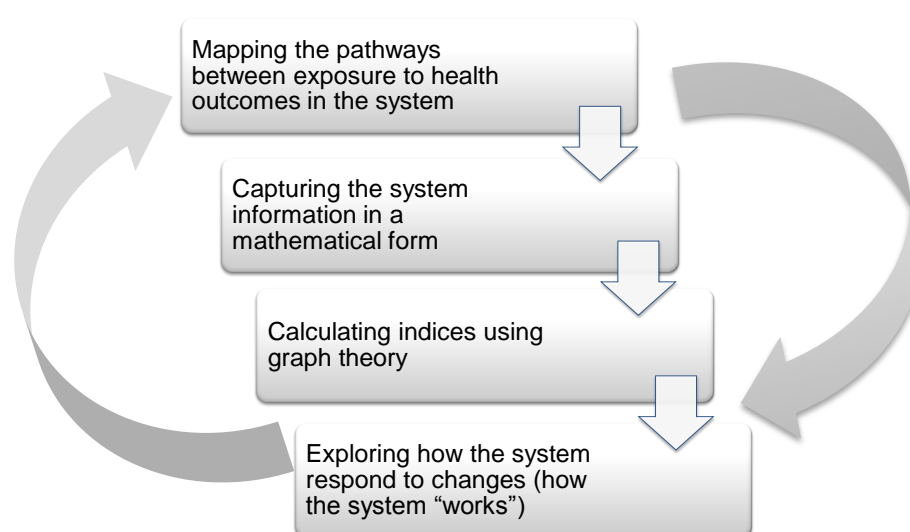 Mapping the pathways
between exposure to health
outcomes in the system
Capturing the system
information in a
mathematical form
Calculating indices using
graph theory
Exploring how the system
respond to changes (how
the system “works”)